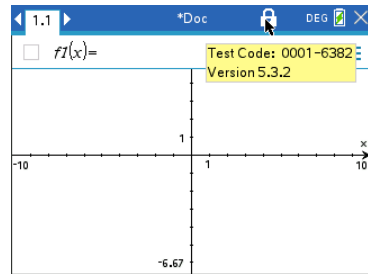 1.1 *Doc DEG
f1(x)=
Test Code: 0001-6382
Version 5.3.2
1
x
-10 1 10
-6.67